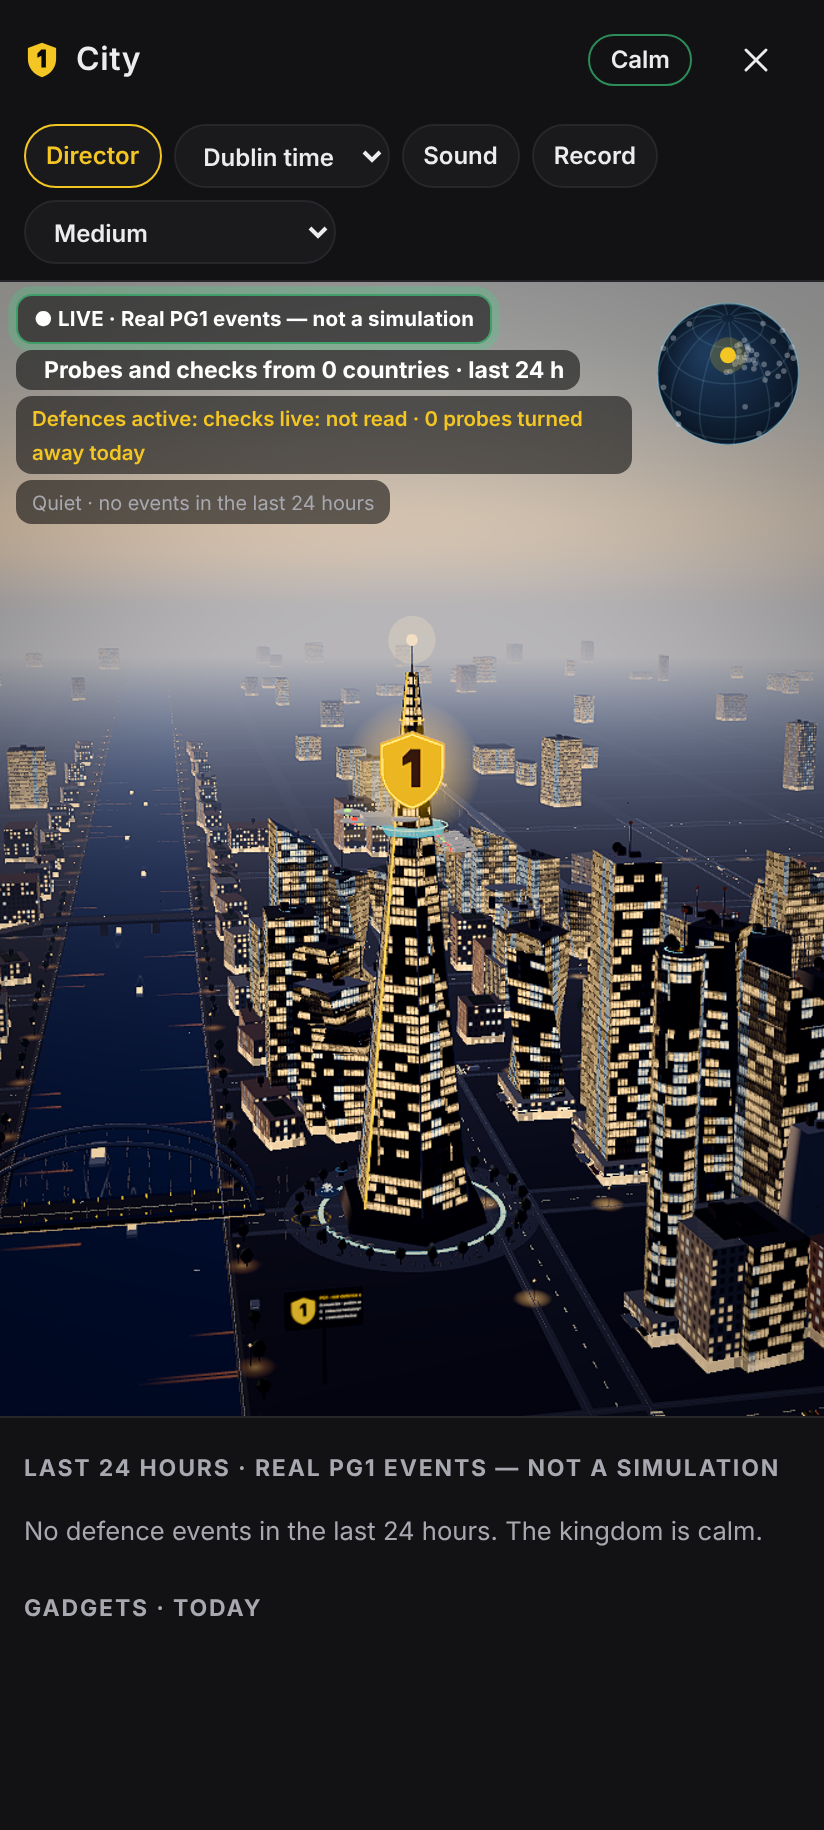 1 City
Calm
Director
Dublin time
Sound
Record
Medium
LIVE · Real PG1 events — not a simulation
Probes and checks from 0 countries · last 24 h
Defences active: checks live: not read · 0 probes turned
away today
Quiet · no events in the last 24 hours
1
1
LAST 24 HOURS · REAL PG1 EVENTS — NOT A SIMULATION
No defence events in the last 24 hours. The kingdom is calm.
GADGETS · TODAY